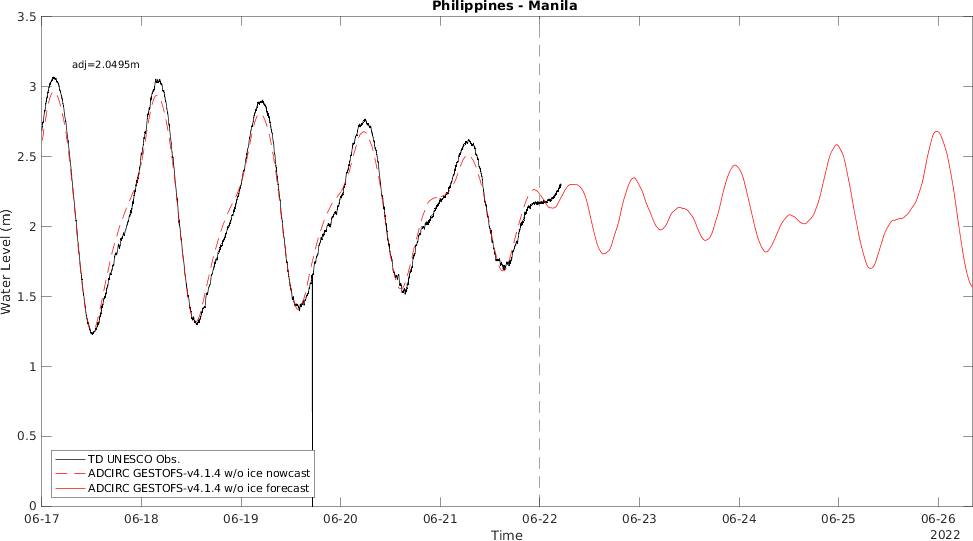 Philippines - Manila
3.5
adj=2.0495m
3
2.5
2
Water Level (m)
1.5
1
0.5
TD UNESCO Obs.
ADCIRC GESTOFS-v4.1.4 w/o ice nowcast
ADCIRC GESTOFS-v4.1.4 w/o ice forecast
0
06-17 06-18 06-19 06-20 06-21 06-22 06-23 06-24 06-25 06-26
Time 2022